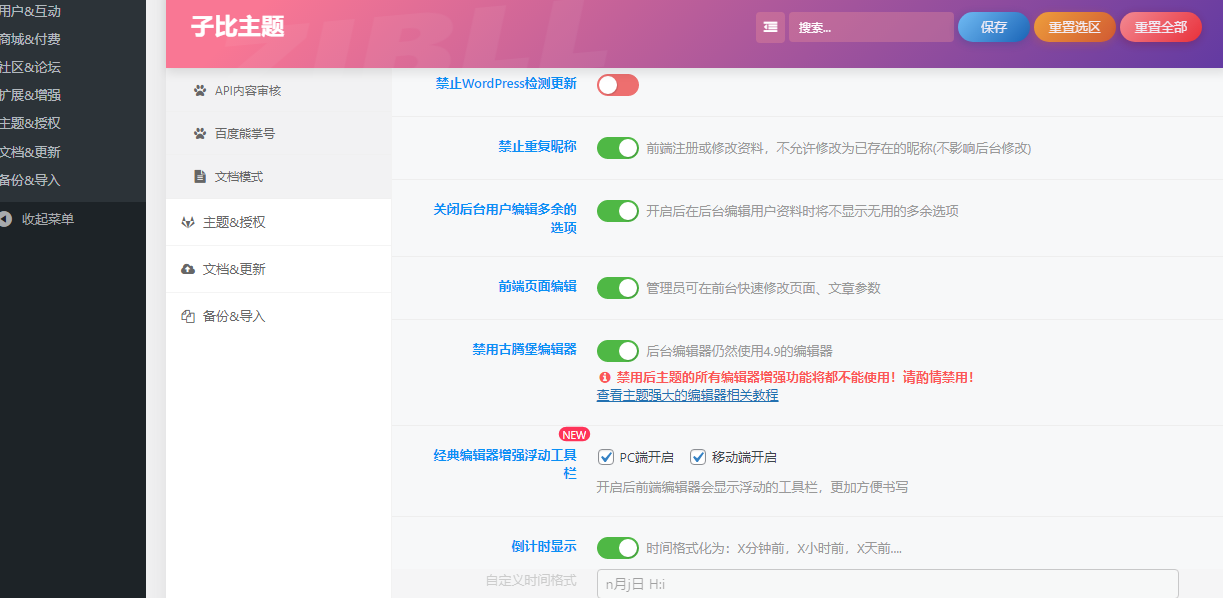 用户&互动
商城&付费
社区&论坛
扩展&增强
主题&授权
文档&更新
备份&导入
收起菜单
ZIBLL
子比主题
搜索...
保存
重置选区
重置全部
API内容审核
百度熊掌号
文档模式
主题&授权
文档&更新
备份&导入
禁止WordPress检测更新
禁止重复昵称
前端注册或修改资料，不允许修改为已存在的昵称(不影响后台修改)
关闭后台用户编辑多余的
选项
开启后在后台编辑用户资料时将不显示无用的多余选项
前端页面编辑
管理员可在前台快速修改页面、文章参数
禁用古腾堡编辑器
后台编辑器仍然使用4.9的编辑器
禁用后主题的所有编辑器增强功能将都不能使用！请酌情禁用！
查看主题强大的编辑器相关教程
NEW
经典编辑器增强浮动工具
栏
PC端开启 移动端开启
开启后前端编辑器会显示浮动的工具栏，更加方便书写
倒计时显示
时间格式化为：X分钟前，X小时前，X天前....
自定义时间格式
n月j日 H:i